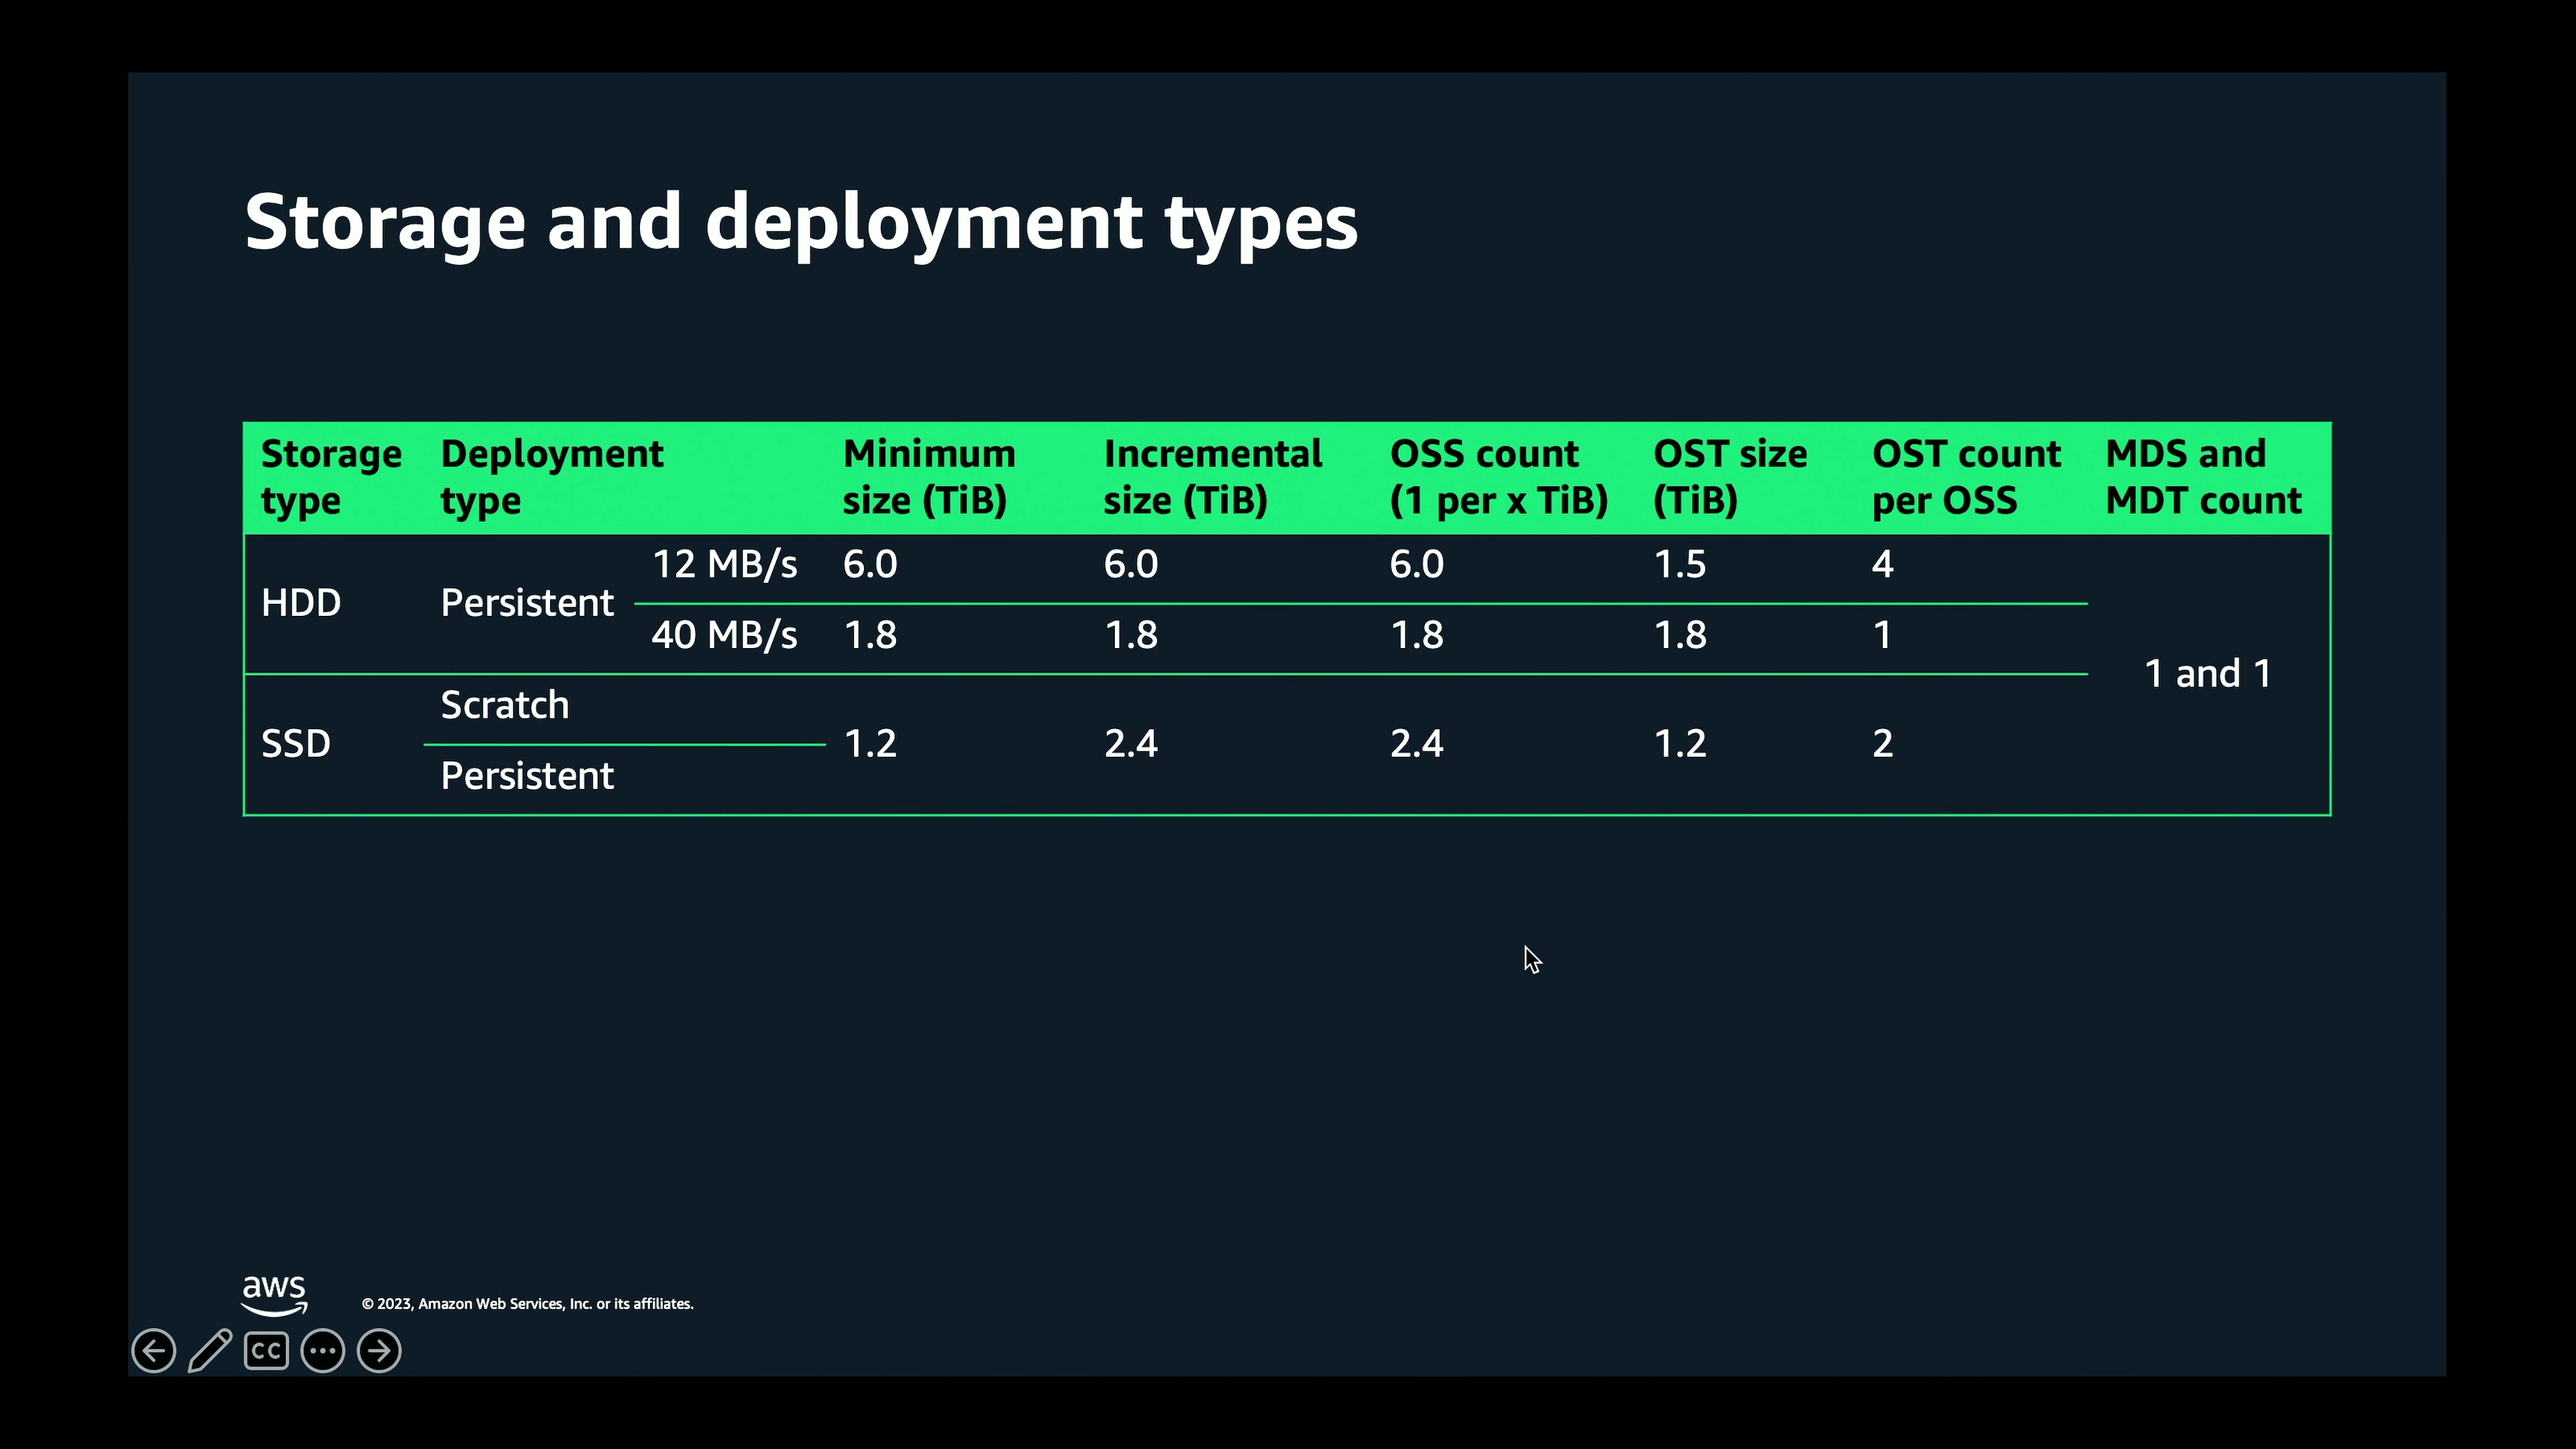 Storage and deployment types
Storage type Deployment type Minimum size (TiB) Incremental size (TiB) OSS count (1 per x TiB) OST size (TiB) OST count per OSS MDS and MDT count
HDD Persistent 12 MB/s 6.0 6.0 6.0 1.5 4
40 MB/s 1.8 1.8 1.8 1.8 1
1 and 1
SSD Scratch 1.2 2.4 2.4 1.2 2
Persistent
aws © 2023, Amazon Web Services, Inc. or its affiliates.
CC